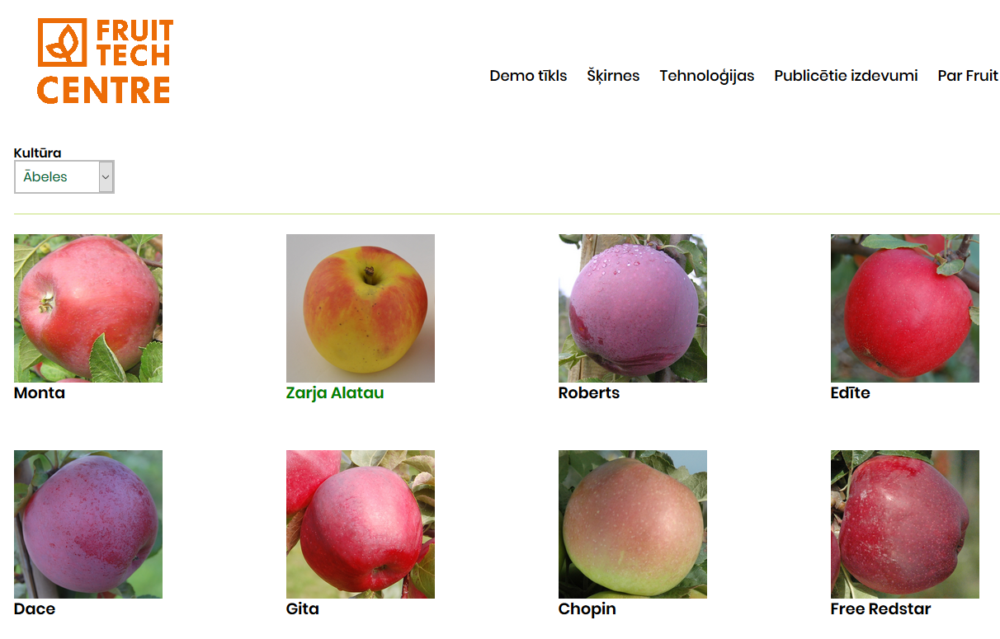 FRUIT
TECH
CENTRE
Demo tīkls Šķirnes Tehnoloģijas Publicētie izdevumi Par Fruit
Kultūra
Ābeles
Monta
Zarja Alatau
Roberts
Edīte
Dace
Gita
Chopin
Free Redstar